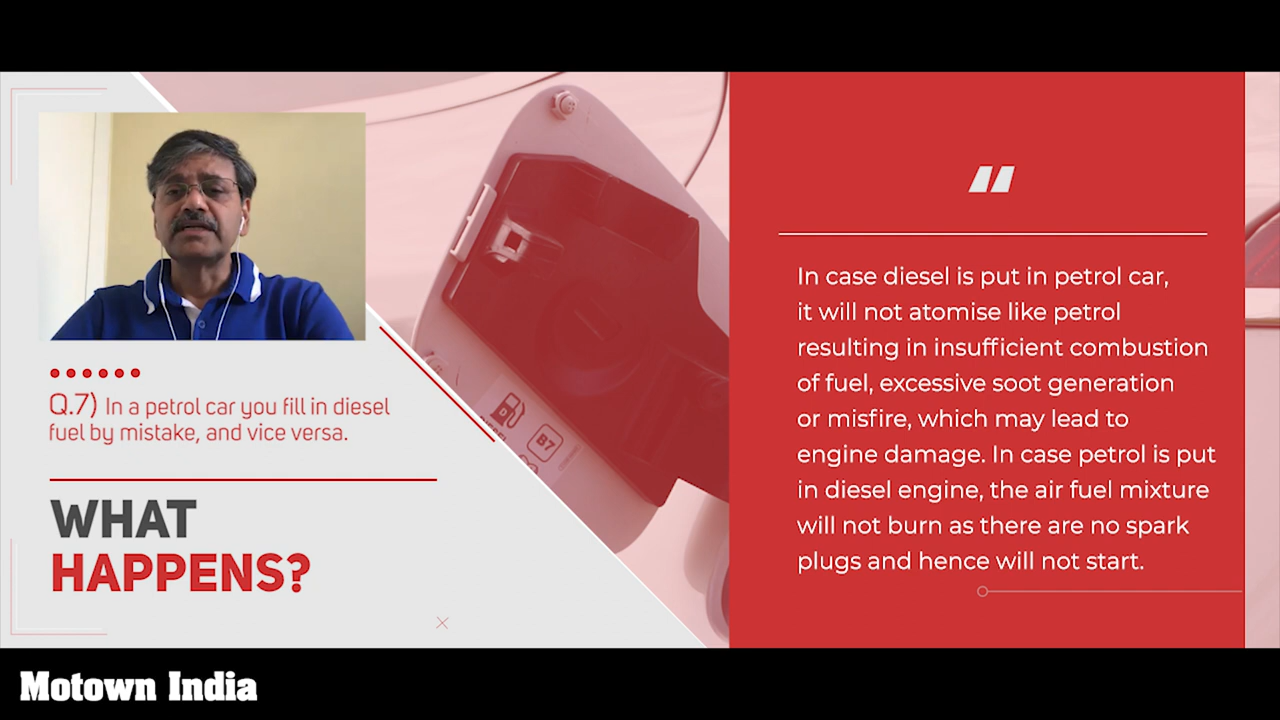 Q.7) In a petrol car you fill in diesel
fuel by mistake, and vice versa.
WHAT
HAPPENS?
D
B7
In case diesel is put in petrol car,
it will not atomise like petrol
resulting in insufficient combustion
of fuel, excessive soot generation
or misfire, which may lead to
engine damage. In case petrol is put
in diesel engine, the air fuel mixture
will not burn as there are no spark
plugs and hence will not start.
Motown India